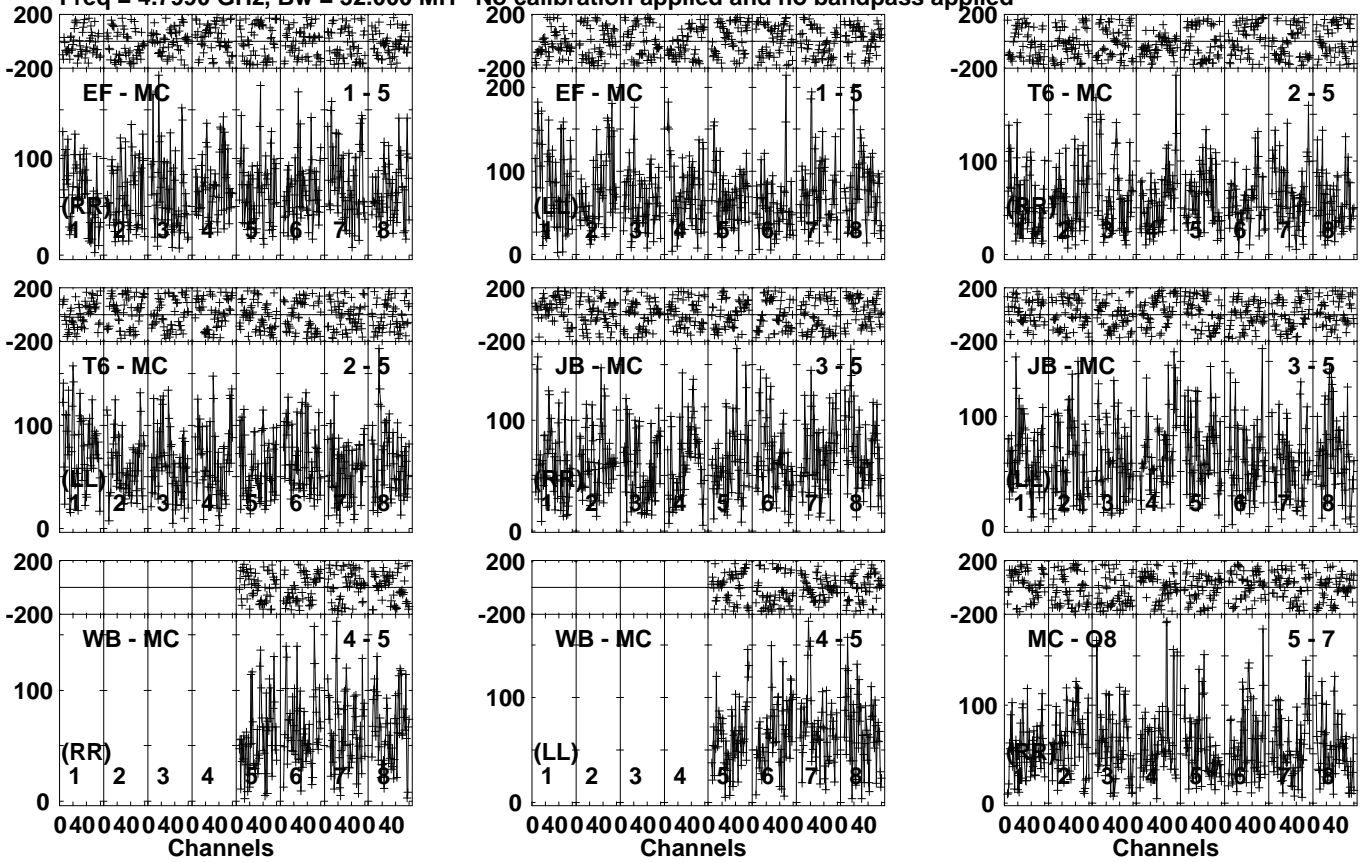 Freq = 4.7990 GHz, Bw = 32.000 MH No calibration applied and no bandpass applied
-200
EF - MC 1 - 5
100
(RR)
1 2 3 4 5 6 7 8
0
-200
200
EF - MC 1 - 5
100
(LL)
1 2 3 4 5 6 7 8
0
-200
T6 - MC 2 - 5
100
(RR)
1 2 3 4 5 6 7 8
0
200
-200
T6 - MC 2 - 5
100
(LL)
1 2 3 4 5 6 7 8
0
200
-200
JB - MC 3 - 5
100
(RR)
1 2 3 4 5 6 7 8
0
200
-200
JB - MC 3 - 5
100
(LL)
1 2 3 4 5 6 7 8
0
200
-200
WB - MC 4 - 5
100
(RR)
1 2 3 4 5 6 7 8
0
0 40 0 40 0 40 0 40 0 40 0 40 0 40 0 40
Channels
200
-200
WB - MC 4 - 5
100
(LL)
1 2 3 4 5 6 7 8
0
0 40 0 40 0 40 0 40 0 40 0 40 0 40 0 40
Channels
200
-200
MC - O8 5 - 7
100
(RR)
1 2 3 4 5 6 7 8
0
0 40 0 40 0 40 0 40 0 40 0 40 0 40 0 40
Channels